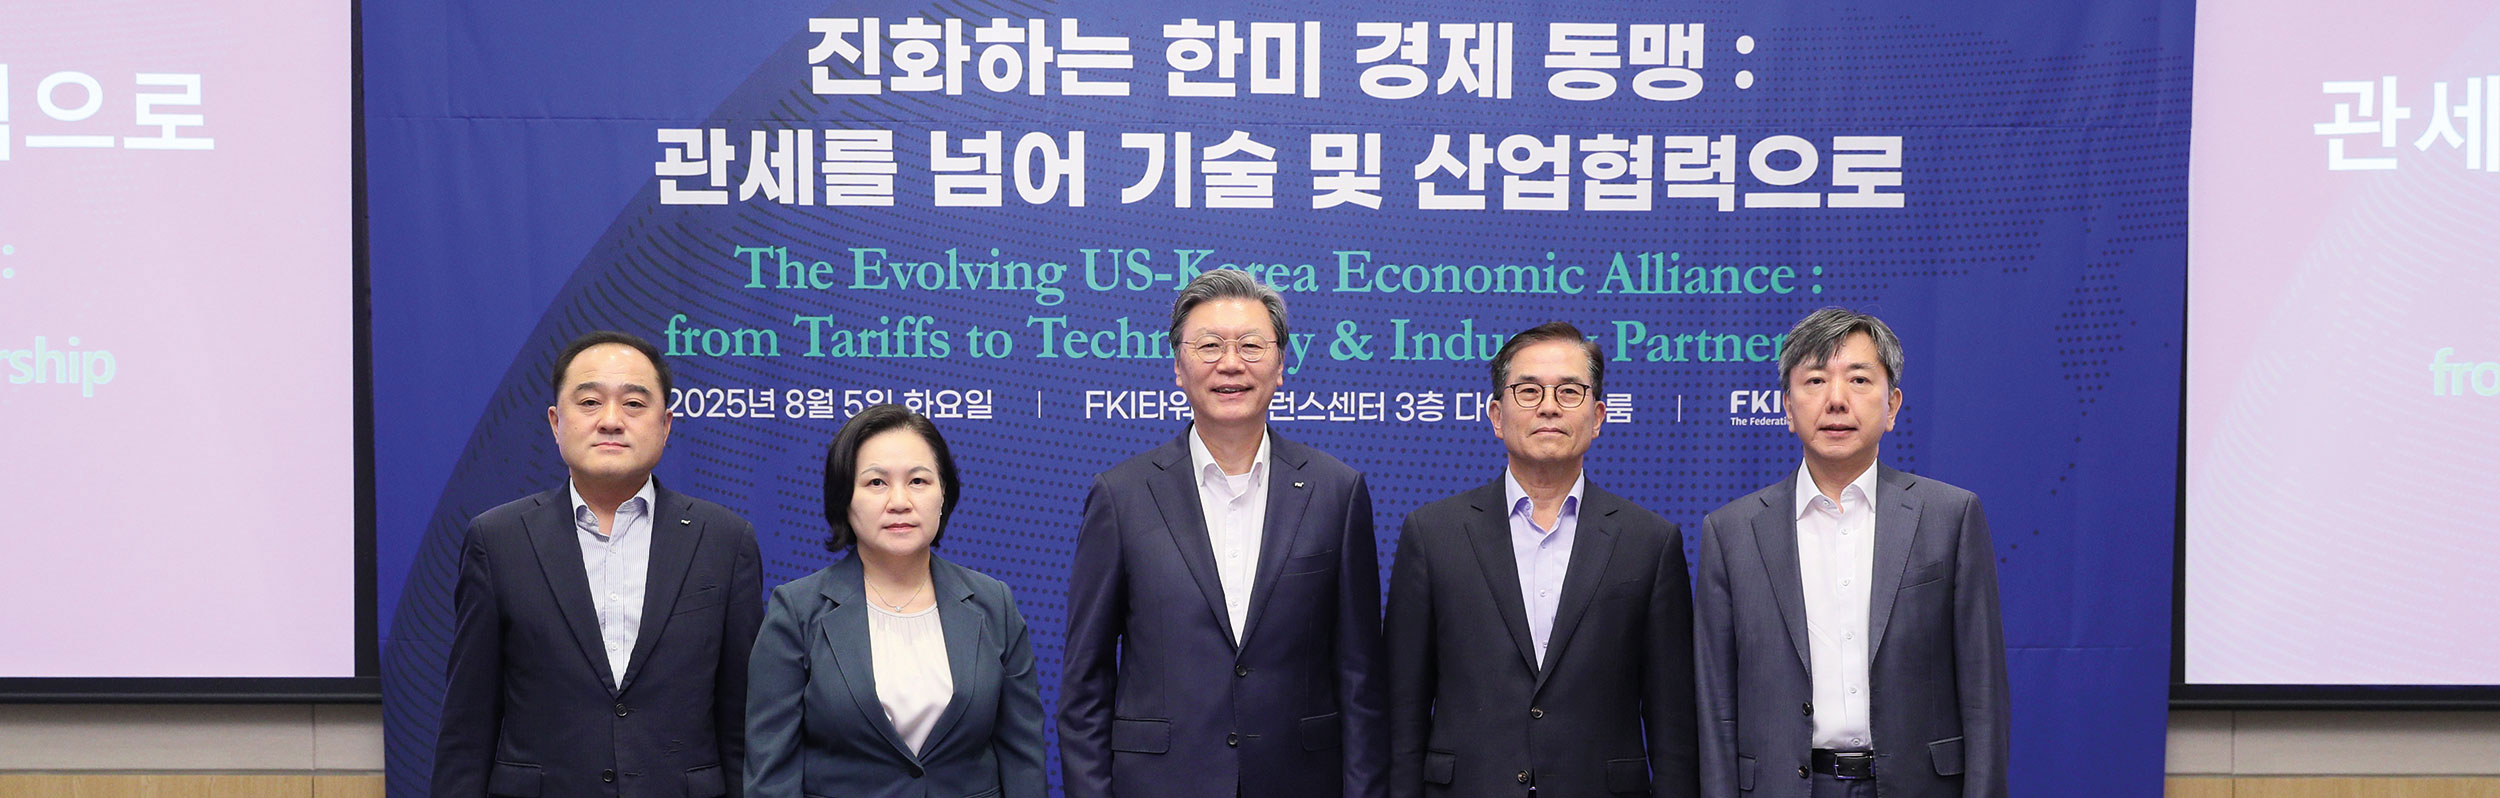 진화하는 한미 경제 동맹 :
관세를 넘어 기술 및 산업협력으로
The Evolving US-Korea Economic Alliance :
from Tariffs to Techn y & Indu y Partner
2025년 8월 5일 화요일 | FKI타워 런스센터 3층 다 룸 | FKI
The Federati
으로
:
rship
관세
fro